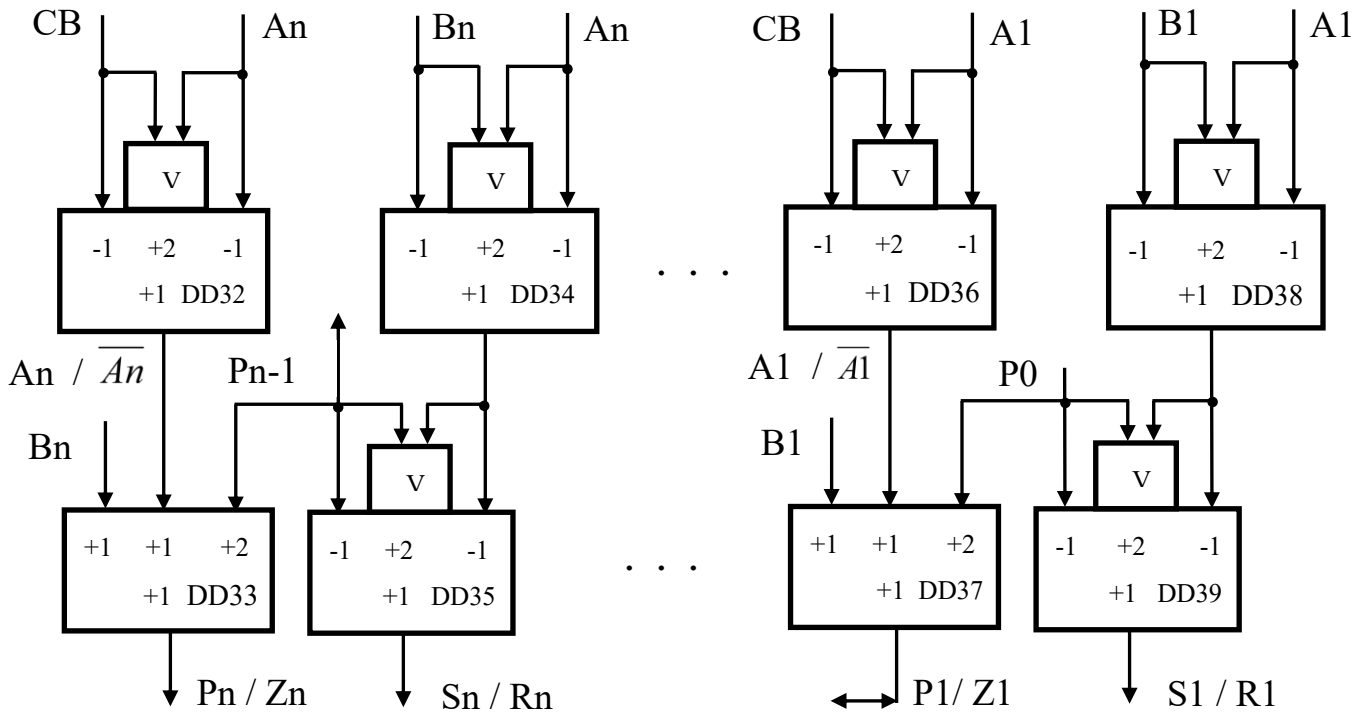 CB An Bn An CB A1 B1 A1
V V V V
-1 +2 -1 -1 +2 -1 -1 +2 -1 -1 +2 -1
+1 DD32 +1 DD34 . . . +1 DD36 +1 DD38
An / An Pn-1 A1 / A1 P0
Bn B1
V V
+1 +1 +2 -1 +2 -1 +1 +1 +2 -1 +2 -1
+1 DD33 +1 DD35 . . . +1 DD37 +1 DD39
Pn / Zn Sn / Rn P1/ Z1 S1 / R1